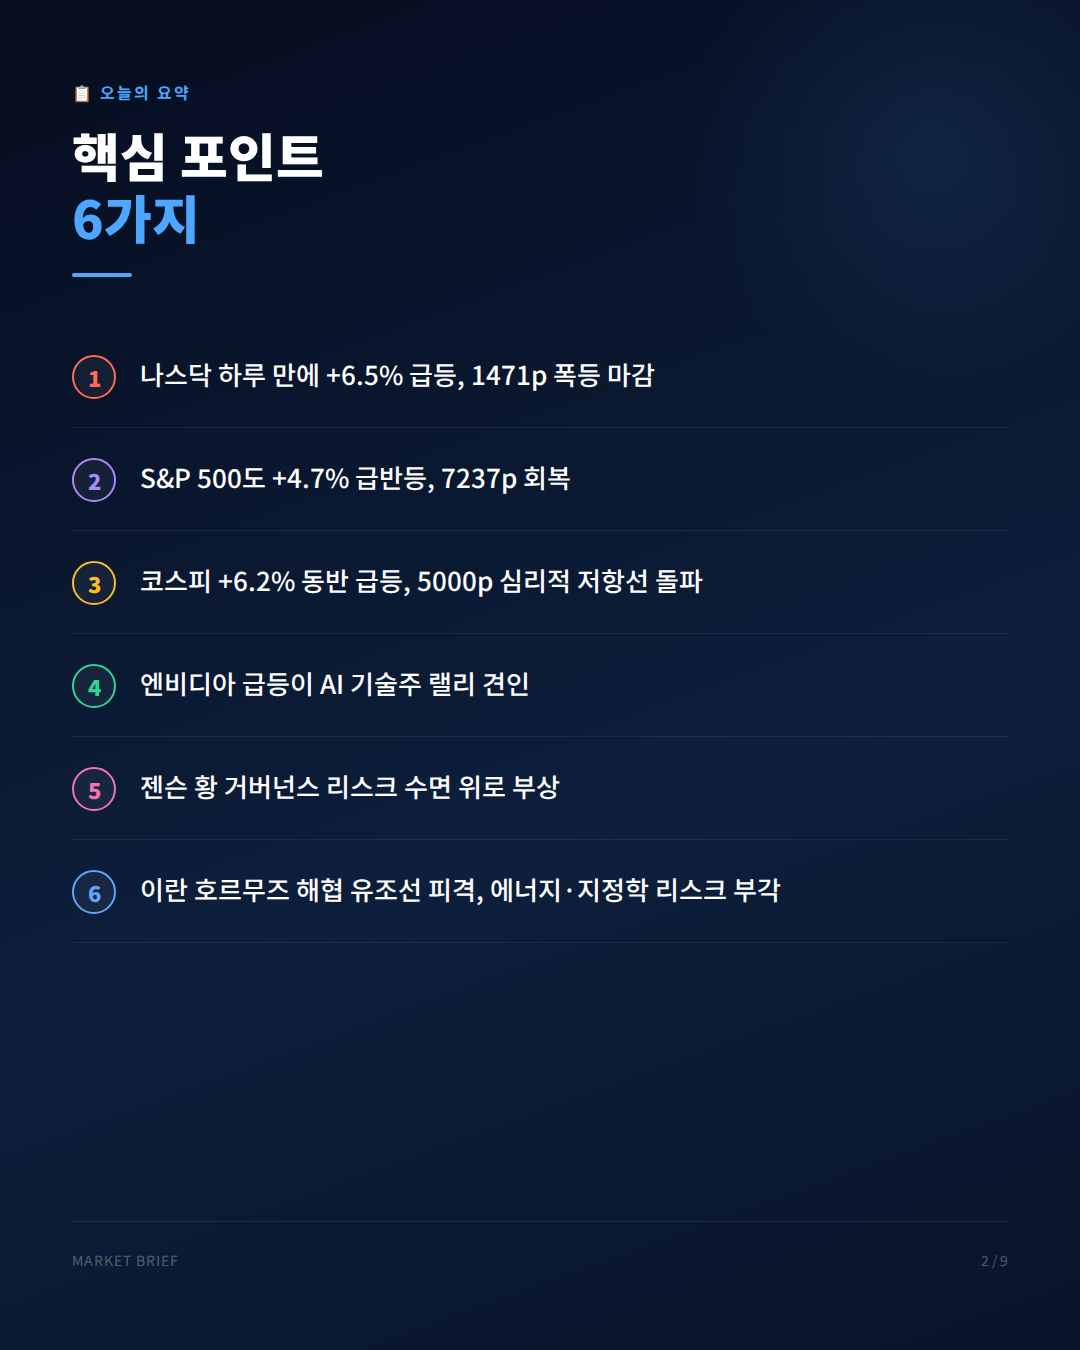 📋 오늘의 요약
핵심 포인트
6가지
1 나스닥 하루 만에 +6.5% 급등, 1471p 폭등 마감
2 S&P 500도 +4.7% 급반등, 7237p 회복
3 코스피 +6.2% 동반 급등, 5000p 심리적 저항선 돌파
4 엔비디아 급등이 AI 기술주 랠리 견인
5 젠슨 황 거버넌스 리스크 수면 위로 부상
6 이란 호르무즈 해협 유조선 피격, 에너지·지정학 리스크 부각
MARKET BRIEF
2 / 9